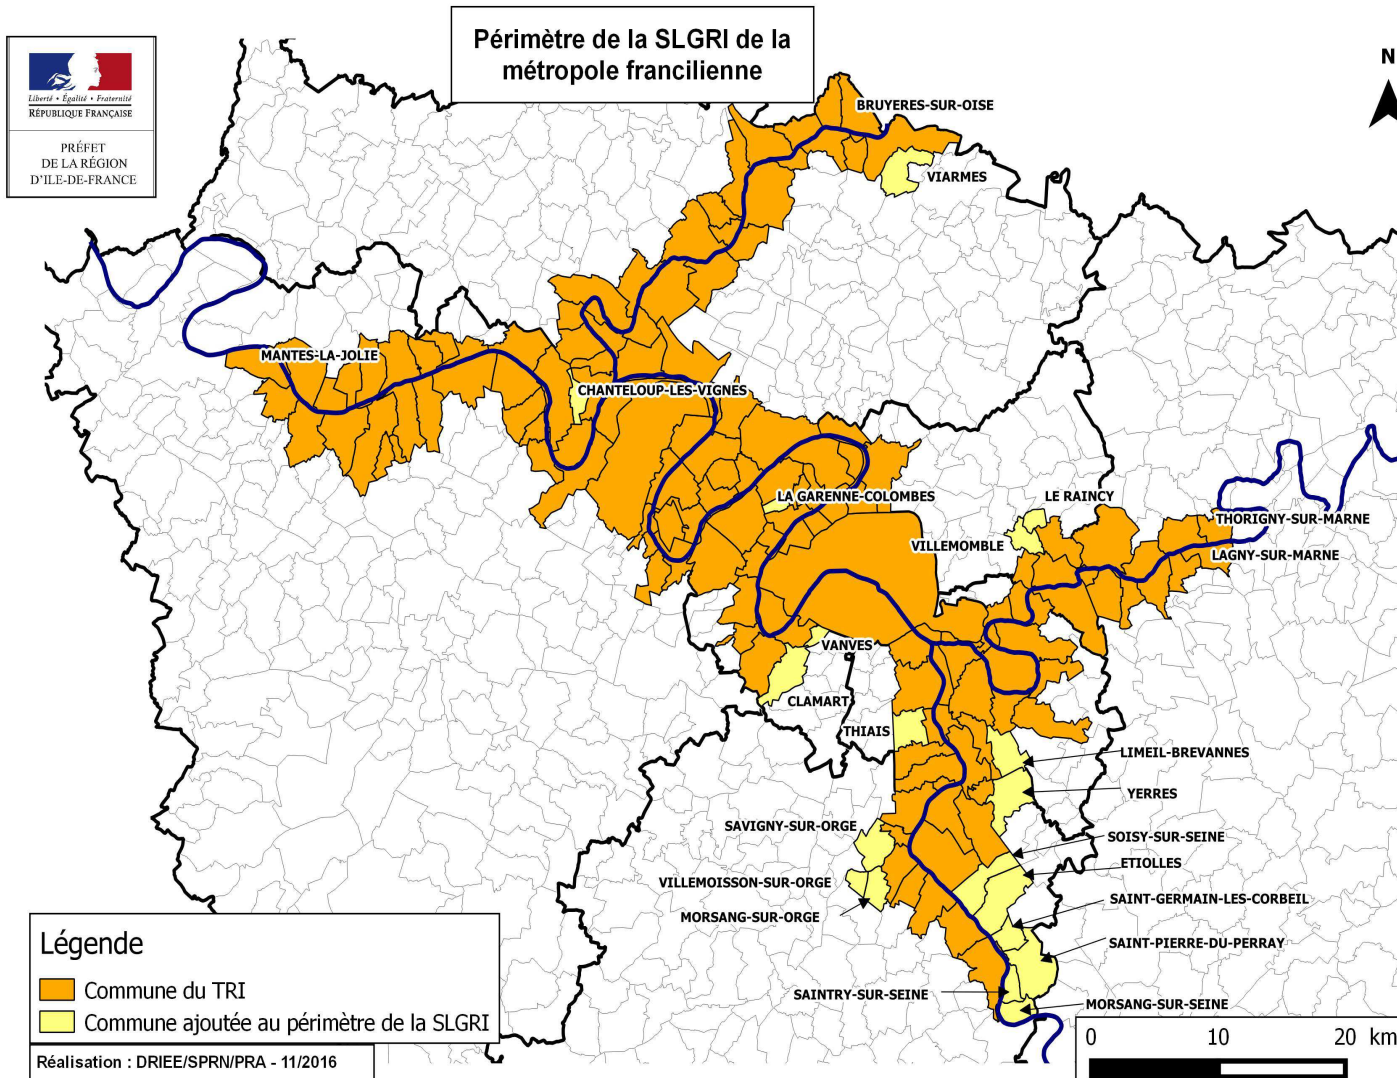 Périmètre de la SLGRI de la
métropole francilienne
Liberté • Égalité • Fraternité
RÉPUBLIQUE FRANÇAISE
PRÉFET
DE LA RÉGION
D'ILE-DE-FRANCE
N
BRUYERES-SUR-OISE
VIARMES
MANTES-LA-JOLIE
CHANTELOUP-LES-VIGNES
LA GARENNE-COLOMBES
LE RAINCY
THORIGNY-SUR-MARNE
VILLEMOMBLE
LAGNY-SUR-MARNE
VANVES
CLAMART
THIAIS
LIMEIL-BREVANNES
YERRES
SAVIGNY-SUR-ORGE
SOISY-SUR-SEINE
ETIOLLES
VILLEMOISSON-SUR-ORGE
SAINT-GERMAIN-LES-CORBEIL
MORSANG-SUR-ORGE
SAINT-PIERRE-DU-PERRAY
SAINTRY-SUR-SEINE
MORSANG-SUR-SEINE
Légende
Commune du TRI
Commune ajoutée au périmètre de la SLGRI
Réalisation : DRIEE/SPRN/PRA - 11/2016
0 10 20 km